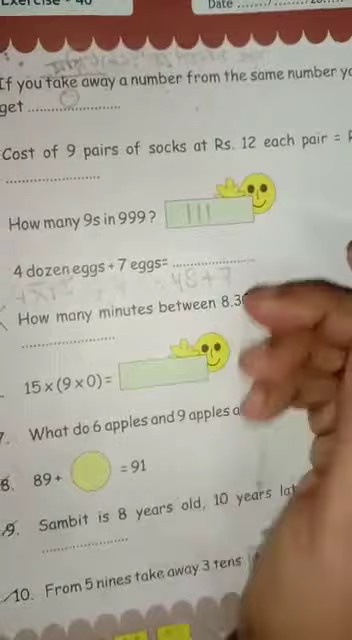 Exercise - 40
Date
If you take away a number from the same number
get 0
Cost of 9 pairs of socks at Rs. 12 each pair =
How many 9s in 999? 111
4 dozen eggs + 7 eggs=
48+7
How many minutes between 8.3
15 x (9 x 0) =
7. What do 6 apples and 9 apples
8. 89 + = 91
9. Sambit is 8 years old, 10 years
10. From 5 nines take away 3 tens